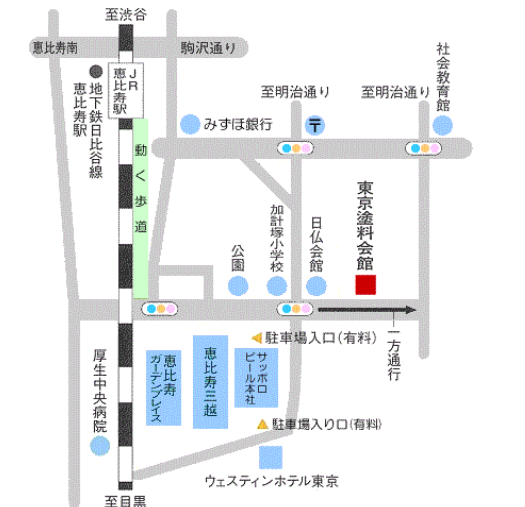 至渋谷
恵比寿南
駒沢通り
社会教育館
JR
恵比寿駅
地下鉄日比谷線
恵比寿駅
至明治通り
至明治通り
みずほ銀行
〒
動く歩道
東京塗料会館
加計塚小学校
日仏会館
公園
一方通行
駐車場入口(有料)
厚生中央病院
恵比寿
ガーデンプレイス
恵比寿三越
サッポロ
ビール本社
駐車場入り口(有料)
ウェスティンホテル東京
至目黒